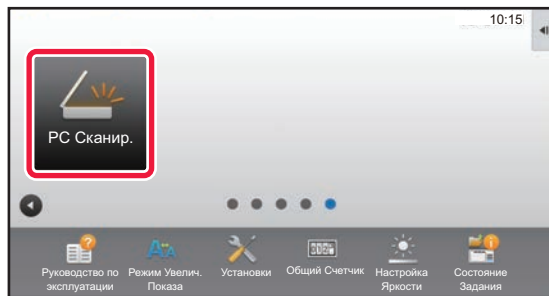 10:15
PC Сканир.
Руководство по
эксплуатации
Режим Увелич.
Показа
Установки
Общий Счетчик
Настройка
Яркости
Состояние
Задания